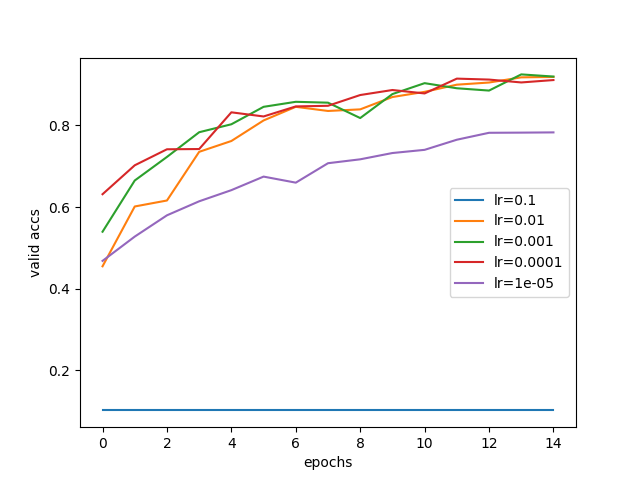 valid accs
0.8
0.6
0.4
0.2
0 2 4 6 8 10 12 14
epochs
lr=0.1
lr=0.01
lr=0.001
lr=0.0001
lr=1e-05